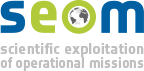 seom
scientific exploitation
of operational missions